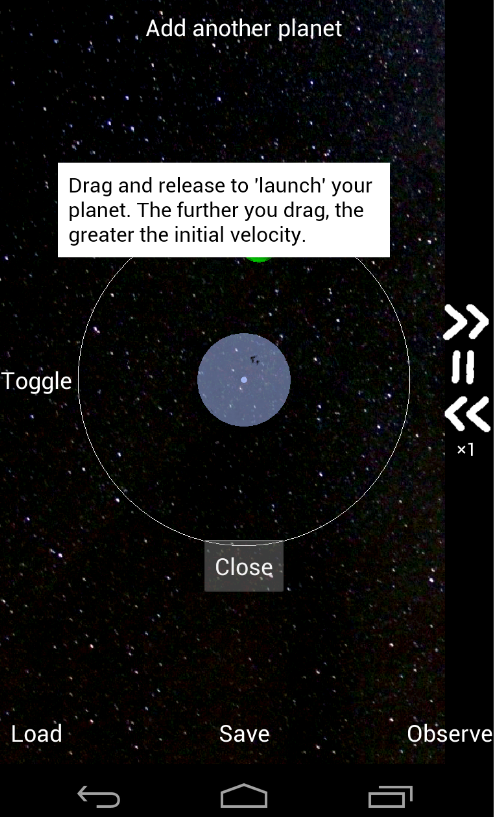 Add another planet
Drag and release to 'launch' your
planet. The further you drag, the
greater the initial velocity.
Toggle
×1
Close
Load
Save
Observe